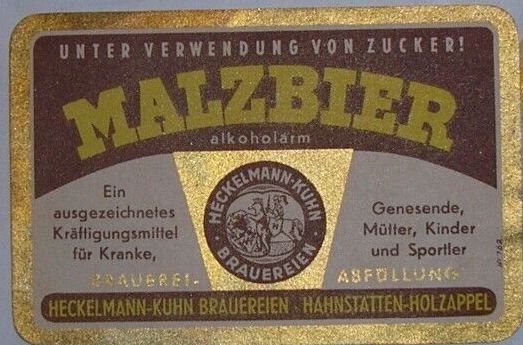 UNTER VERWENDUNG VON ZUCKER!
MALZBIER
alkoholarm
Ein
ausgezeichnetes
Kräftigungsmittel
für Kranke,
HECKELMANN-KUHN
BRAUEREIEN
Genesende,
Mütter, Kinder
und Sportler
BRAUEREI-ABFÜLLUNG
HECKELMANN-KUHN BRAUEREIEN · HAHNSTÄTTEN-HOLZAPPEL